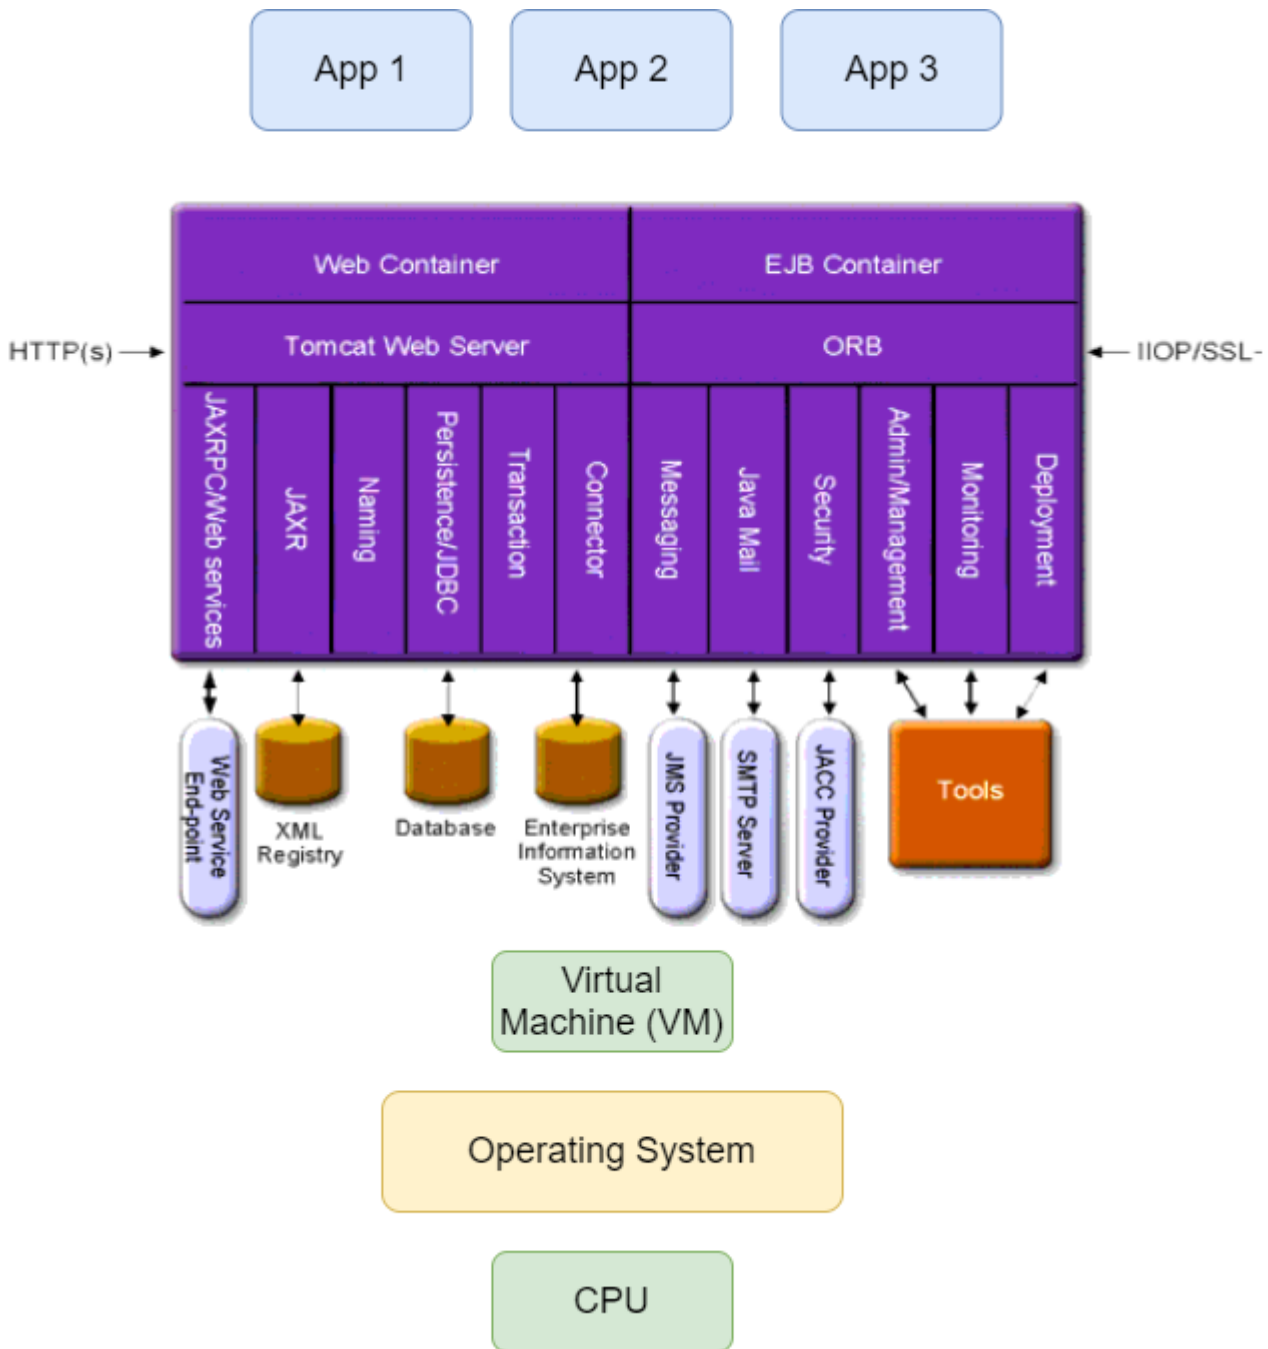 App 1
App 2
App 3
Web Container
EJB Container
HTTP(s)
Tomcat Web Server
ORB
IIOP/SSL-
JAXRPC/Web services
JAXR
Naming
Persistence/JDBC
Transaction
Connector
Messaging
Java Mail
Security
Admin/Management
Monitoring
Deployment
Web Service
End-point
XML
Registry
Database
Enterprise
Information
System
JMS Provider
SMTP Server
JACC Provider
Tools
Virtual
Machine (VM)
Operating System
CPU